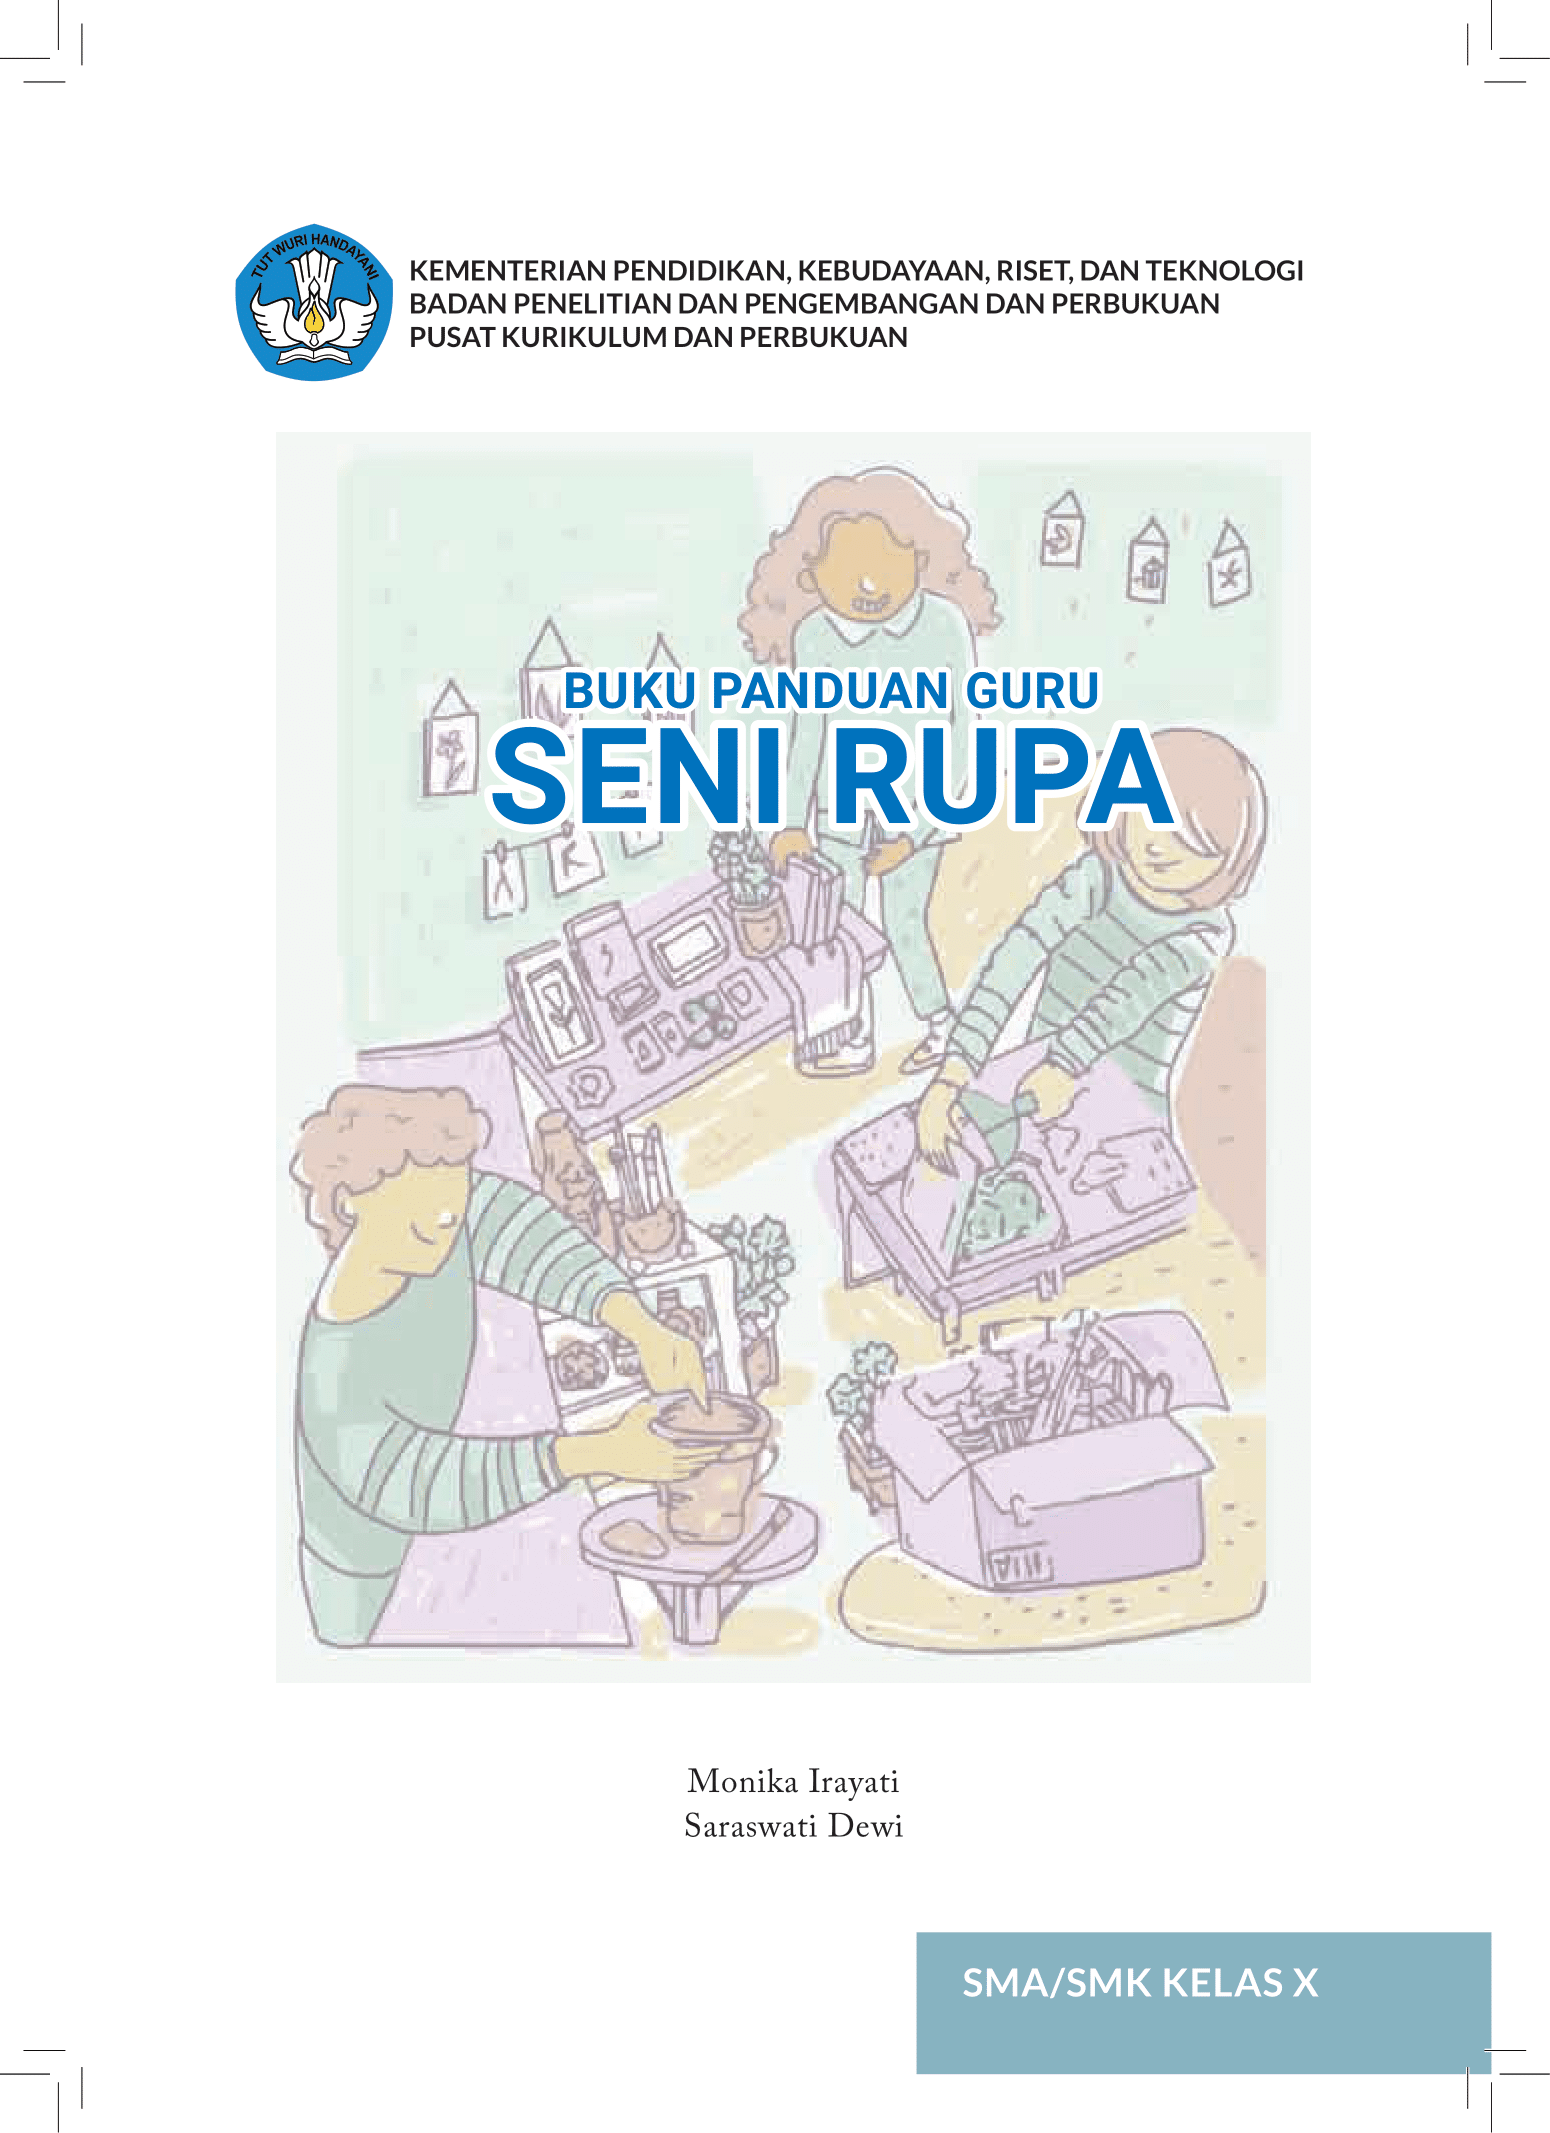 TUT WURI HANDAYANI
KEMENTERIAN PENDIDIKAN, KEBUDAYAAN, RISET, DAN TEKNOLOGI
BADAN PENELITIAN DAN PENGEMBANGAN DAN PERBUKUAN
PUSAT KURIKULUM DAN PERBUKUAN
BUKU PANDUAN GURU
SENI RUPA
Monika Irayati
Saraswati Dewi
SMA/SMK KELAS X